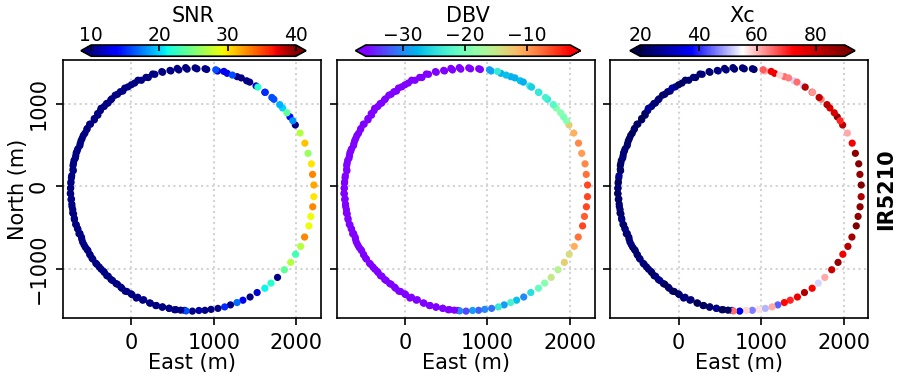 SNR DBV Xc
10 20 30 40 −30 −20 −10 20 40 60 80
North (m)
1000
0
−1000
IR5210
0 1000 2000 0 1000 2000 0 1000 2000
East (m) East (m) East (m)